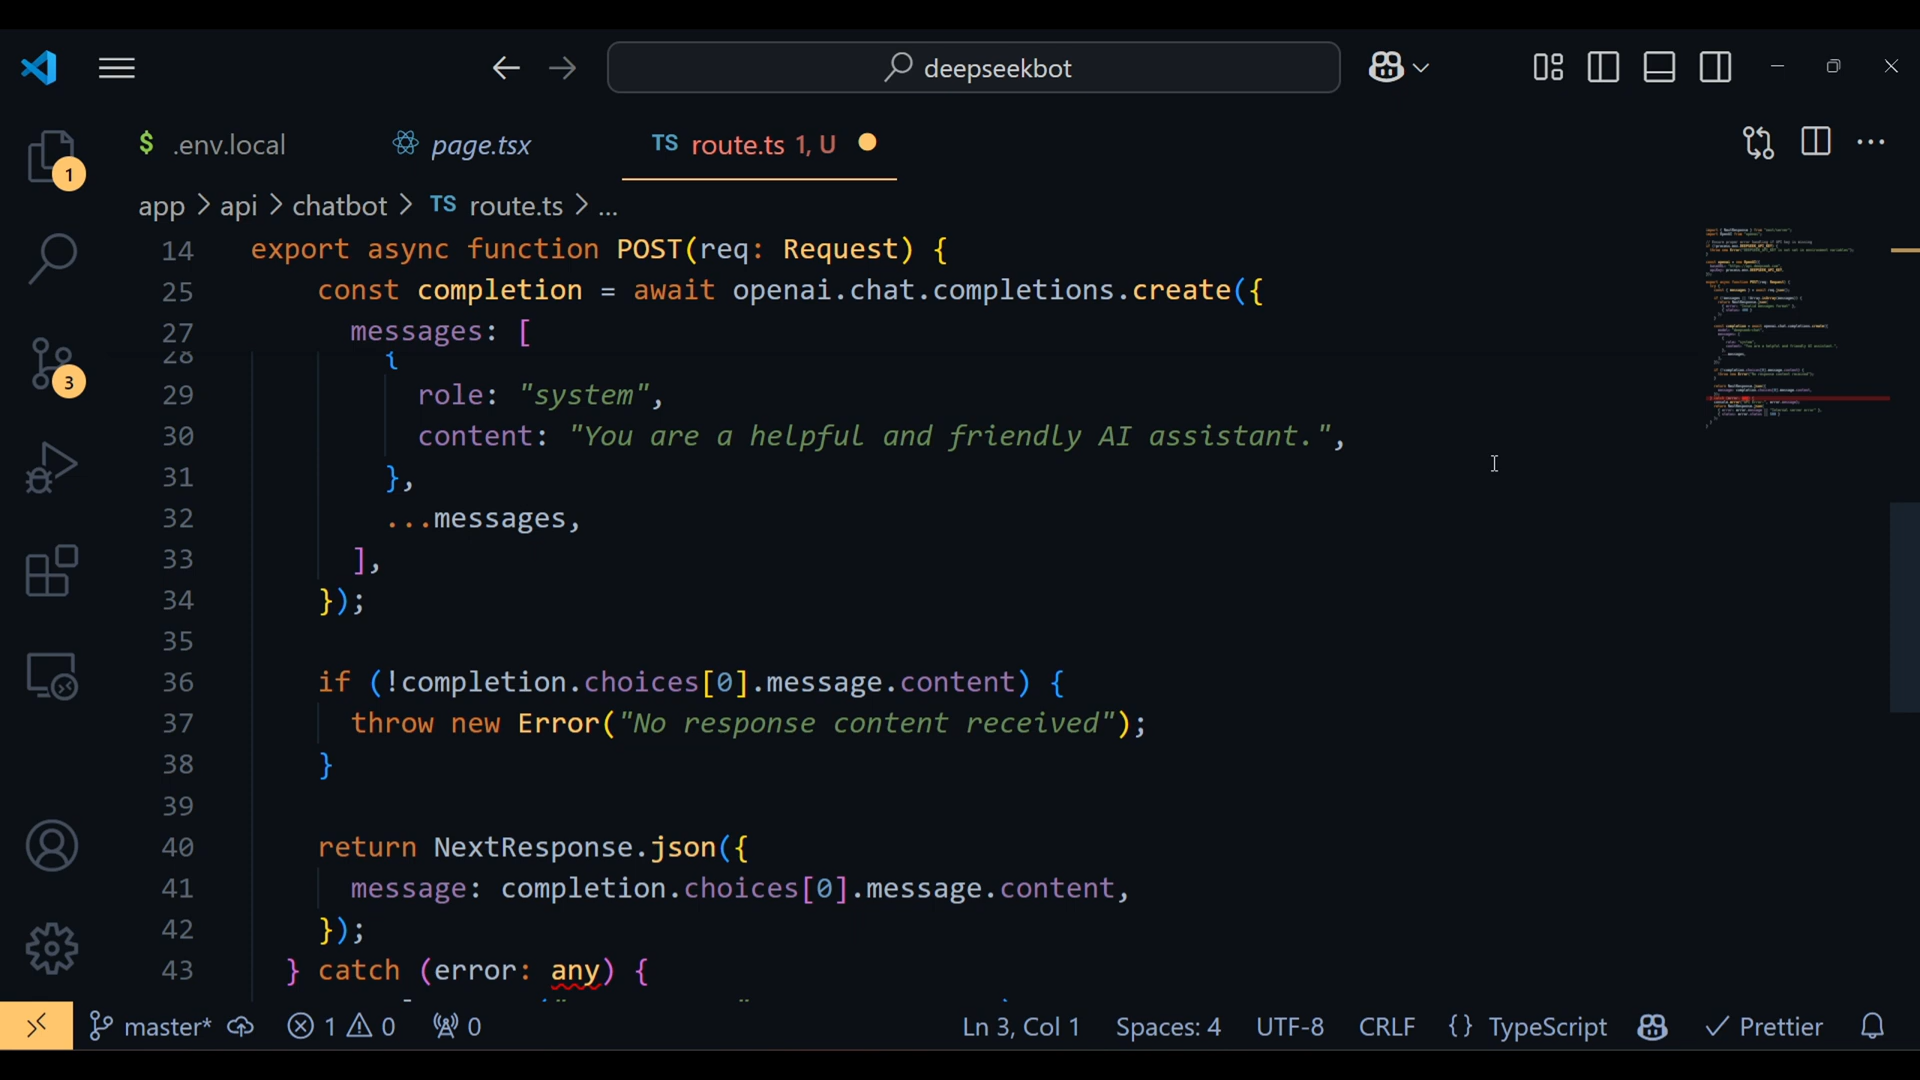 deepseekbot
$ .env.local
page.tsx
TS route.ts 1, U
1
app > api > chatbot > TS route.ts > ...
14 export async function POST(req: Request) {
25 const completion = await openai.chat.completions.create({
27 messages: [
28 {
29 role: "system",
30 content: "You are a helpful and friendly AI assistant.",
31 },
32 ...messages,
33 ],
34 });
35
36 if (!completion.choices[0].message.content) {
37 throw new Error("No response content received");
38 }
39
40 return NextResponse.json({
41 message: completion.choices[0].message.content,
42 });
43 } catch (error: any) {
3
master*
1
0
0
Ln 3, Col 1
Spaces: 4
UTF-8
CRLF
{} TypeScript
Prettier